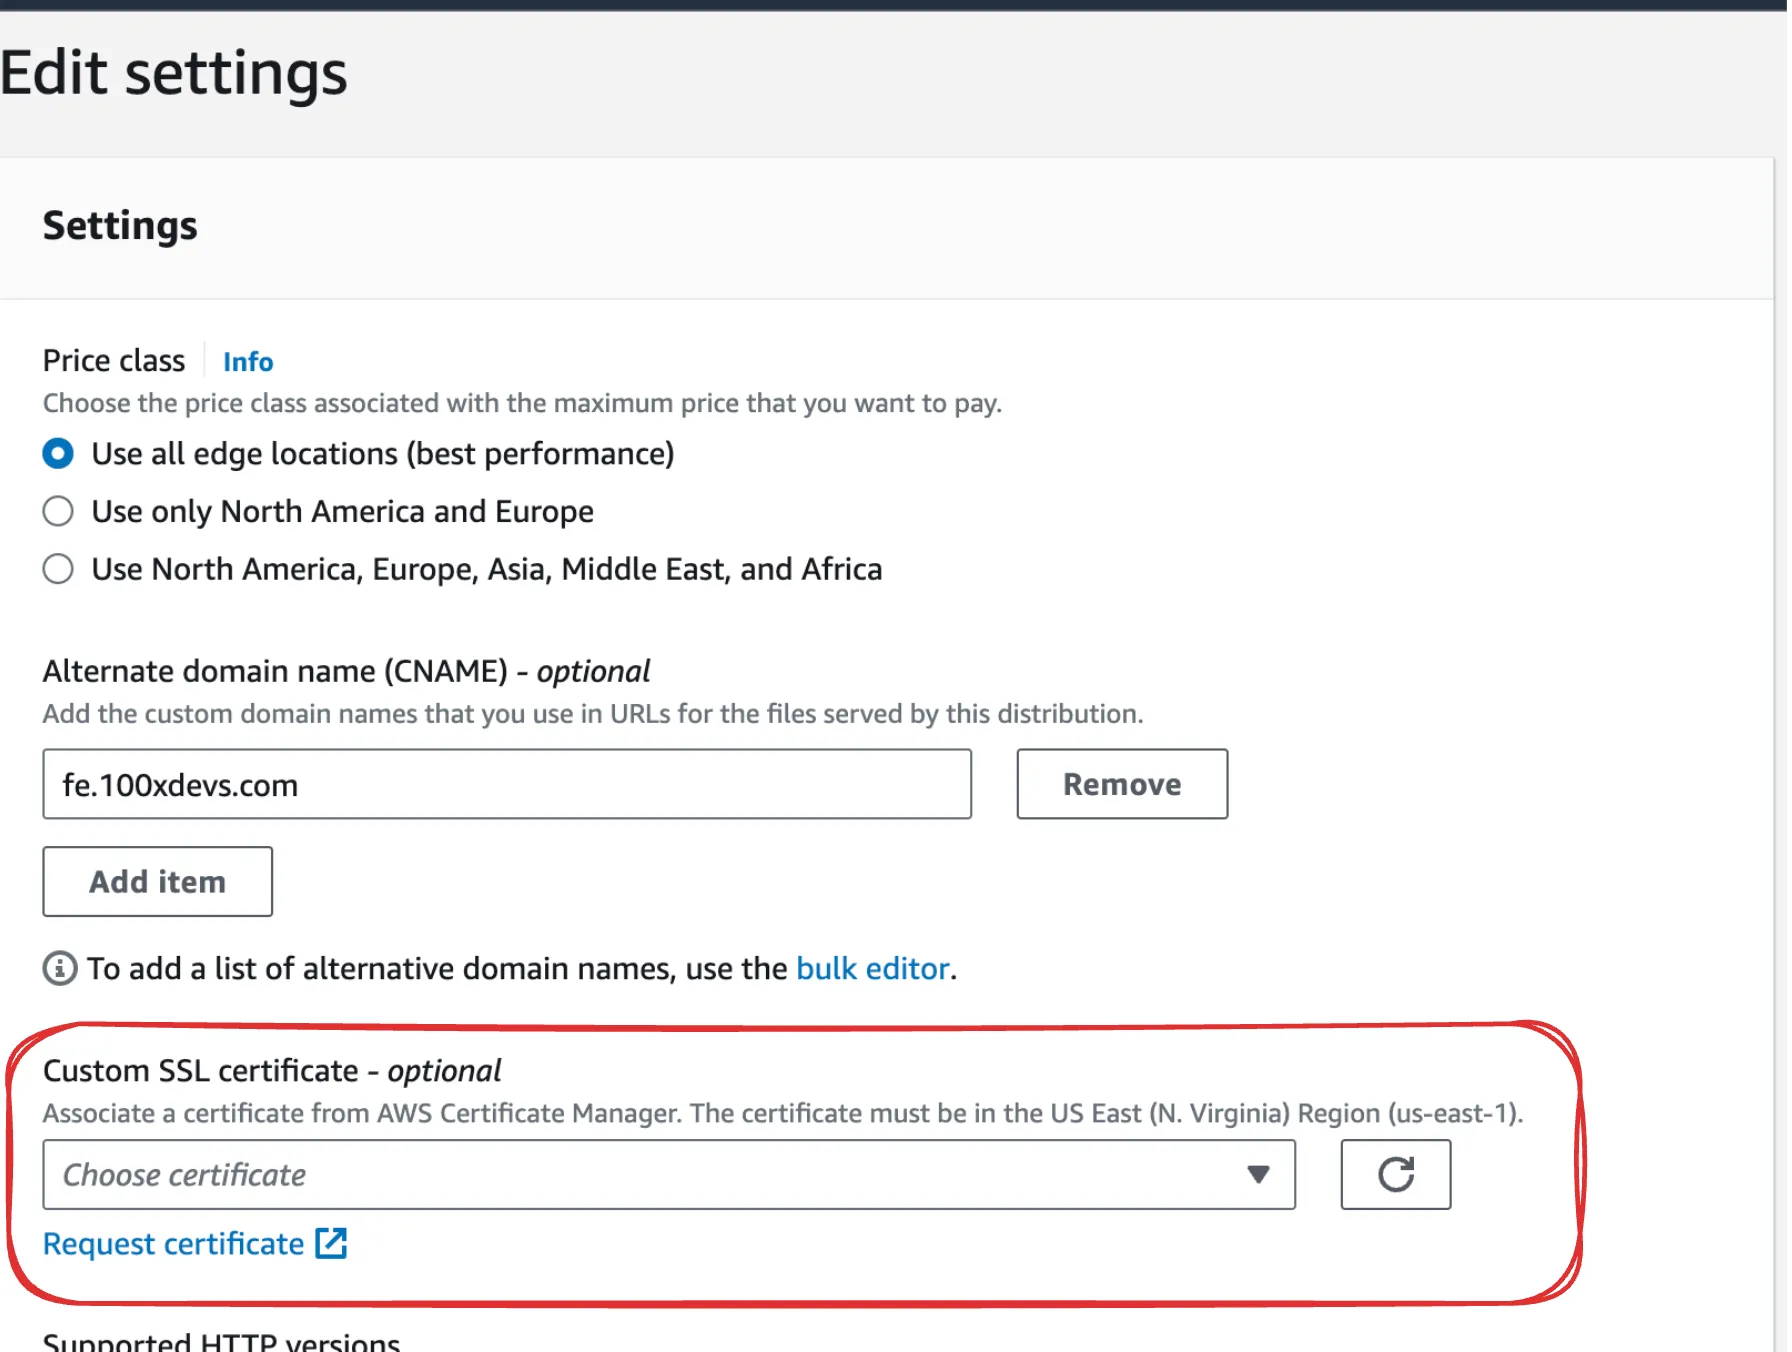 Edit settings
Settings
Price class Info
Choose the price class associated with the maximum price that you want to pay.
Use all edge locations (best performance)
Use only North America and Europe
Use North America, Europe, Asia, Middle East, and Africa
Alternate domain name (CNAME) - optional
Add the custom domain names that you use in URLs for the files served by this distribution.
fe.100xdevs.com Remove
Add item
To add a list of alternative domain names, use the bulk editor.
Custom SSL certificate - optional
Associate a certificate from AWS Certificate Manager. The certificate must be in the US East (N. Virginia) Region (us-east-1).
Choose certificate
Request certificate
Supported HTTP versions